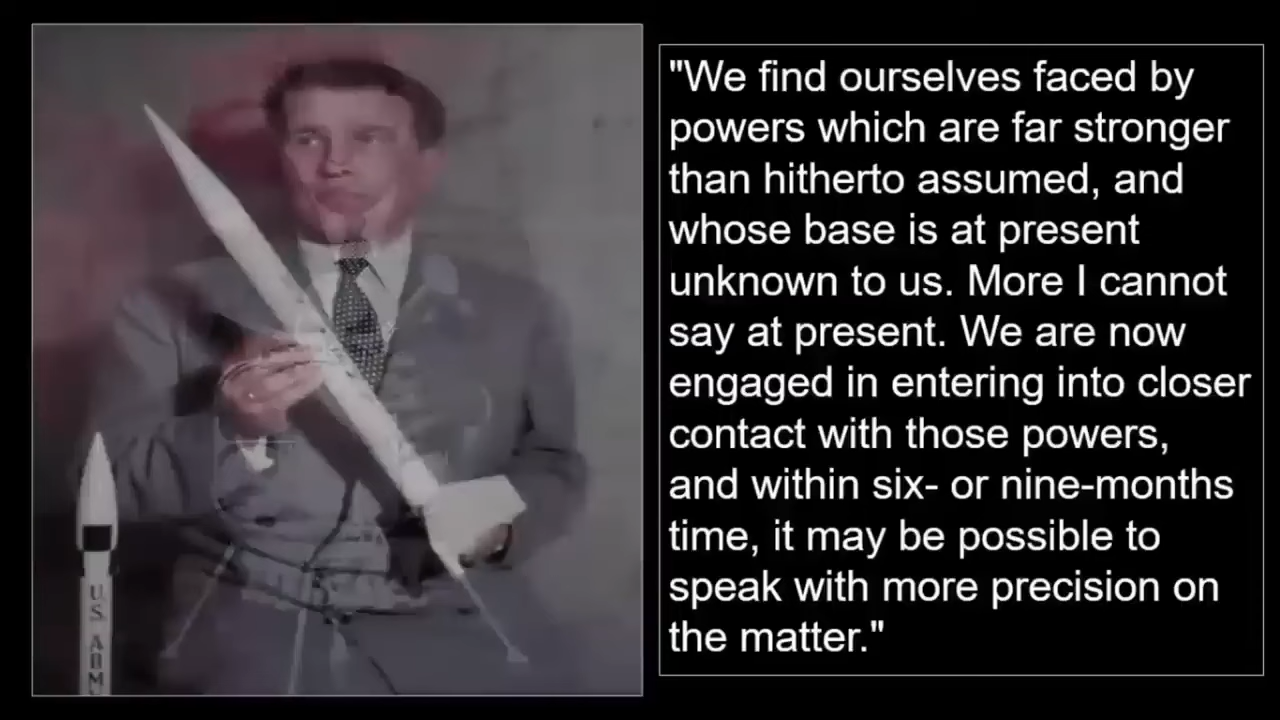 "We find ourselves faced by
powers which are far stronger
than hitherto assumed, and
whose base is at present
unknown to us. More I cannot
say at present. We are now
engaged in entering into closer
contact with those powers,
and within six- or nine-months
time, it may be possible to
speak with more precision on
the matter."
U.S. ARMY